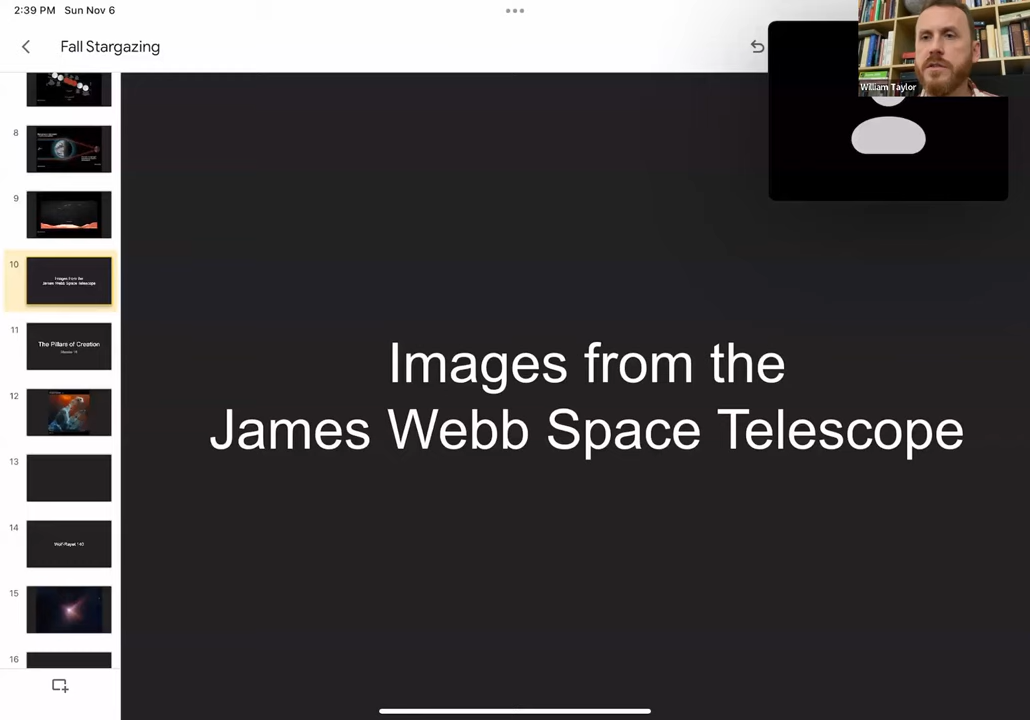 2:39 PM Sun Nov 6
Fall Stargazing
William Taylor
8
9
10
Images from the
James Webb Space Telescope
11
The Pillars of Creation
12
13
14
Wolf-Rayet 140
15
16
Images from the
James Webb Space Telescope